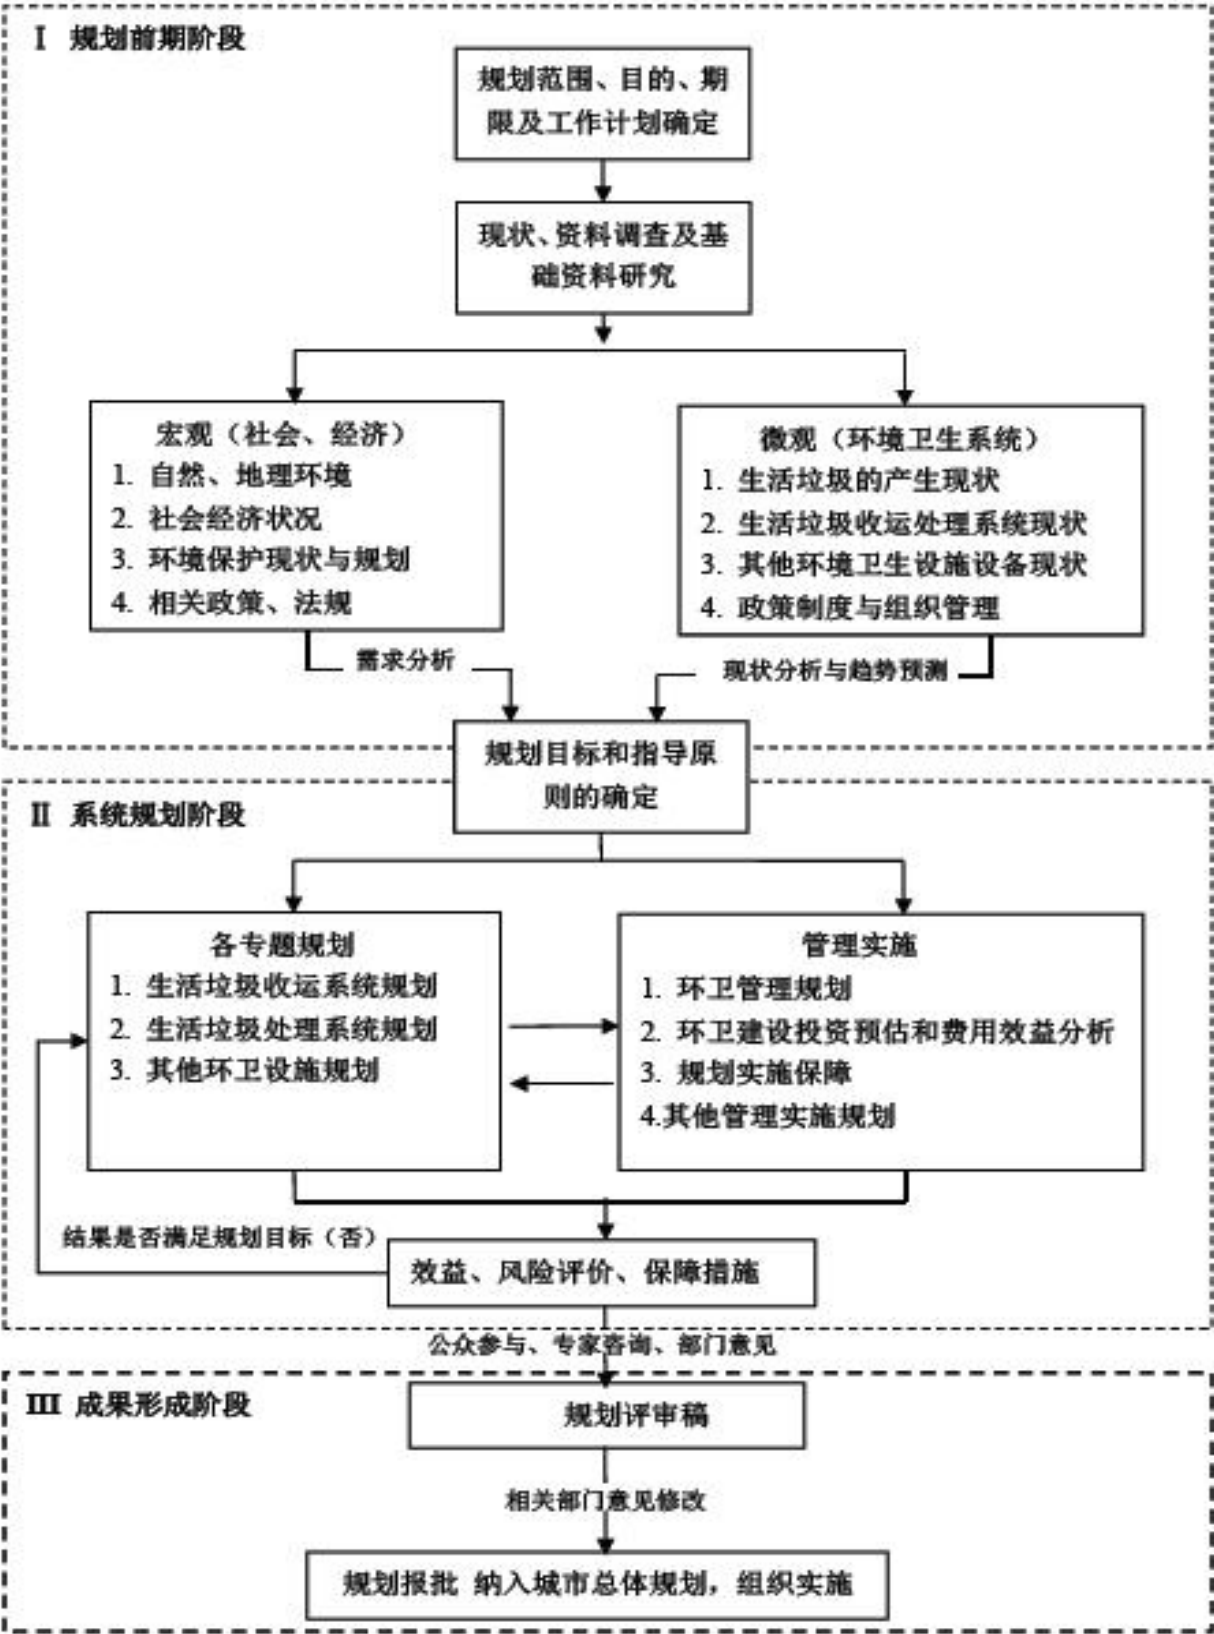 Ⅰ 规划前期阶段
规划范围、目的、期
限及工作计划确定
现状、资料调查及基
础资料研究
宏观（社会、经济）
1. 自然、地理环境
2. 社会经济状况
3. 环境保护现状与规划
4. 相关政策、法规
微观（环境卫生系统）
1. 生活垃圾的产生现状
2. 生活垃圾收运处理系统现状
3. 其他环境卫生设施设备现状
4. 政策制度与组织管理
需求分析
现状分析与趋势预测
规划目标和指导原
则的确定
Ⅱ 系统规划阶段
各专题规划
1. 生活垃圾收运系统规划
2. 生活垃圾处理系统规划
3. 其他环卫设施规划
管理实施
1. 环卫管理规划
2. 环卫建设投资预估和费用效益分析
3. 规划实施保障
4.其他管理实施规划
结果是否满足规划目标（否）
效益、风险评价、保障措施
公众参与、专家咨询、部门意见
Ⅲ 成果形成阶段
规划评审稿
相关部门意见修改
规划报批 纳入城市总体规划，组织实施